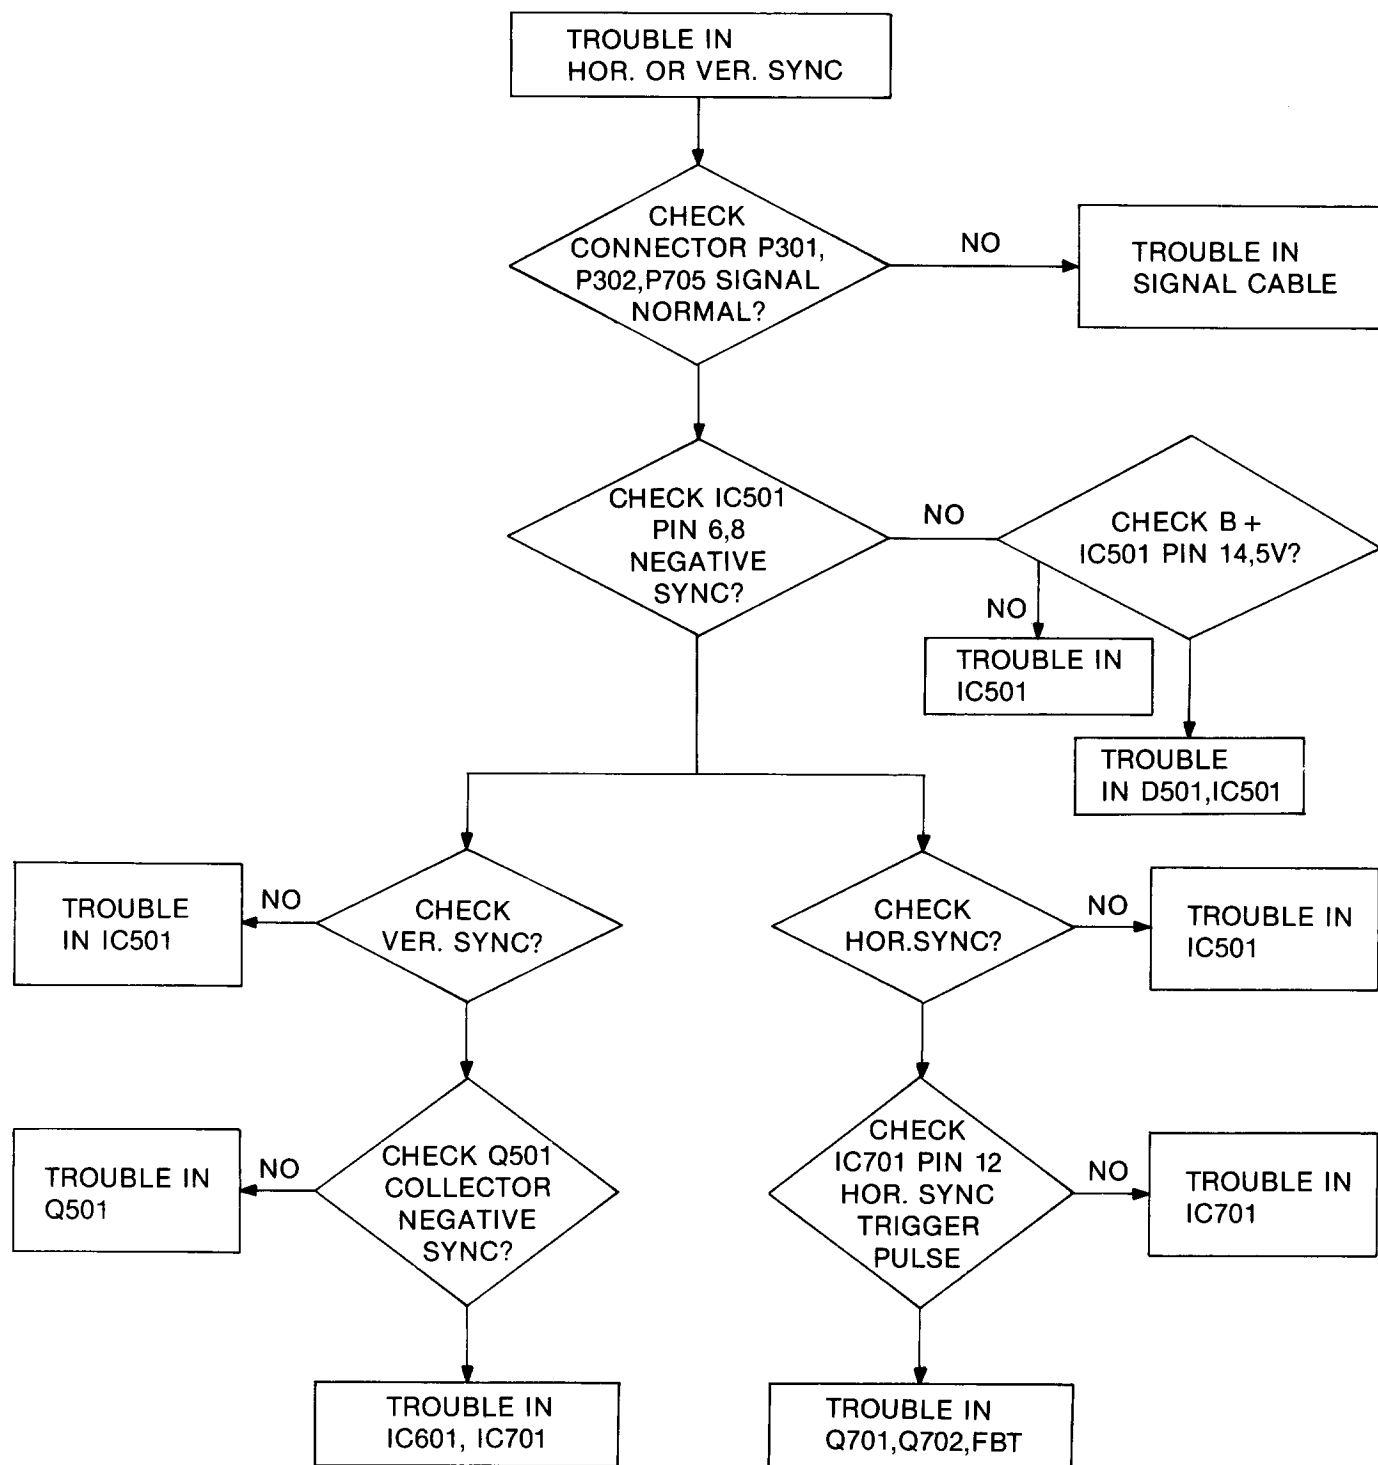 TROUBLE IN
HOR. OR VER. SYNC
CHECK
CONNECTOR P301,
P302,P705 SIGNAL
NORMAL?
NO
TROUBLE IN
SIGNAL CABLE
CHECK IC501
PIN 6,8
NEGATIVE
SYNC?
NO
CHECK B +
IC501 PIN 14,5V?
NO
TROUBLE IN
IC501
TROUBLE
IN D501,IC501
TROUBLE
IN IC501
NO
CHECK
VER. SYNC?
CHECK
HOR.SYNC?
NO
TROUBLE IN
IC501
TROUBLE IN
Q501
NO
CHECK Q501
COLLECTOR
NEGATIVE
SYNC?
CHECK
IC701 PIN 12
HOR. SYNC
TRIGGER
PULSE
NO
TROUBLE IN
IC701
TROUBLE IN
IC601, IC701
TROUBLE IN
Q701,Q702,FBT